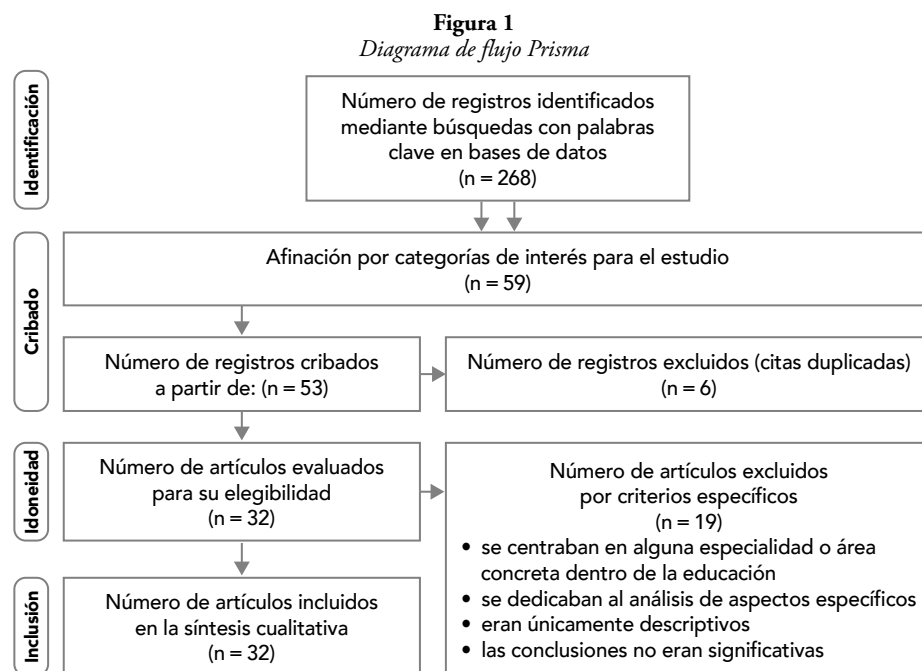 Figura 1
Diagrama de flujo Prisma
Identificación
Número de registros identificados
mediante búsquedas con palabras
clave en bases de datos
(n = 268)
Cribado
Afinación por categorías de interés para el estudio
(n = 59)
Número de registros cribados
a partir de: (n = 53)
Número de registros excluidos (citas duplicadas)
(n = 6)
Idoneidad
Número de artículos evaluados
para su elegibilidad
(n = 32)
Número de artículos excluidos
por criterios específicos
(n = 19)
• se centraban en alguna especialidad o área
concreta dentro de la educación
• se dedicaban al análisis de aspectos específicos
• eran únicamente descriptivos
• las conclusiones no eran significativas
Inclusión
Número de artículos incluidos
en la síntesis cualitativa
(n = 32)